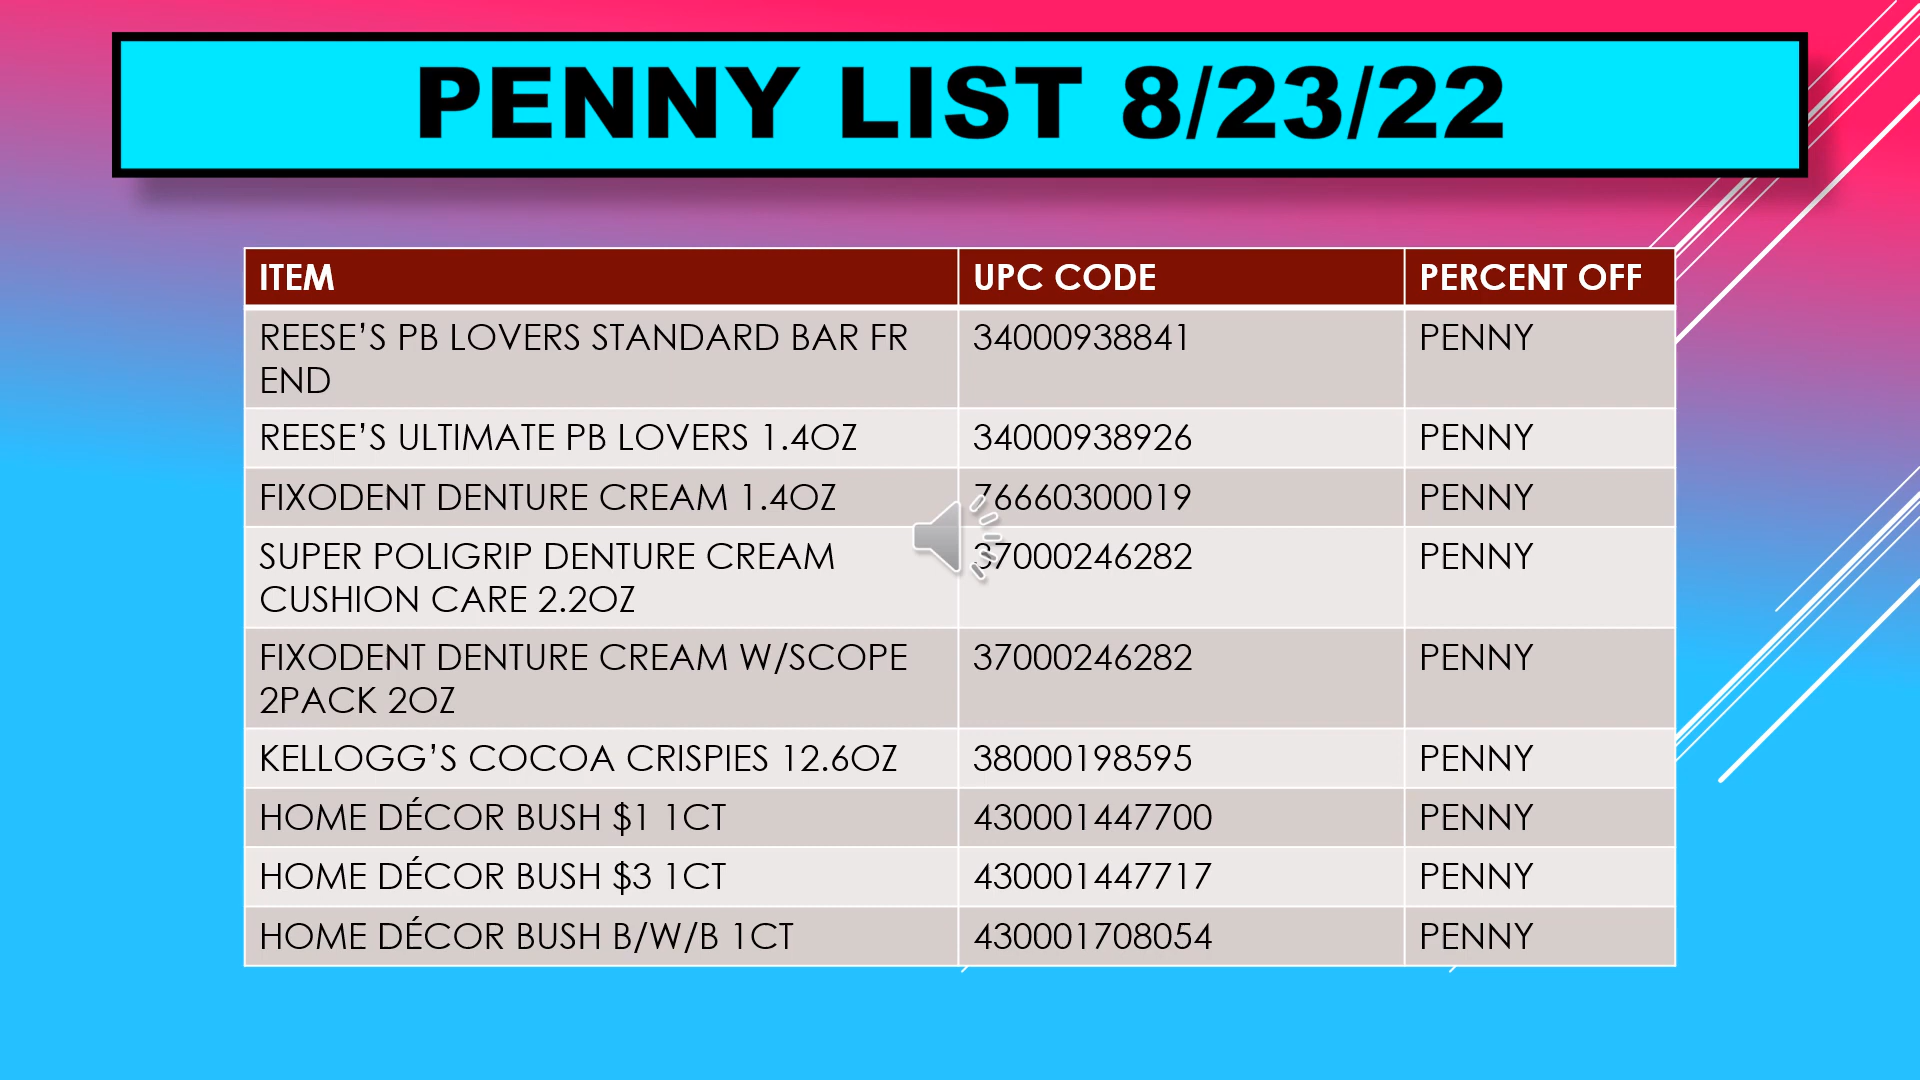 PENNY LIST 8/23/22
ITEM UPC CODE PERCENT OFF
REESE’S PB LOVERS STANDARD BAR FR 34000938841 PENNY
END
REESE’S ULTIMATE PB LOVERS 1.4OZ 34000938926 PENNY
FIXODENT DENTURE CREAM 1.4OZ 76660300019 PENNY
SUPER POLIGRIP DENTURE CREAM 37000246282 PENNY
CUSHION CARE 2.2OZ
FIXODENT DENTURE CREAM W/SCOPE 37000246282 PENNY
2PACK 2OZ
KELLOGG’S COCOA CRISPIES 12.6OZ 38000198595 PENNY
HOME DÉCOR BUSH $1 1CT 430001447700 PENNY
HOME DÉCOR BUSH $3 1CT 430001447717 PENNY
HOME DÉCOR BUSH B/W/B 1CT 430001708054 PENNY